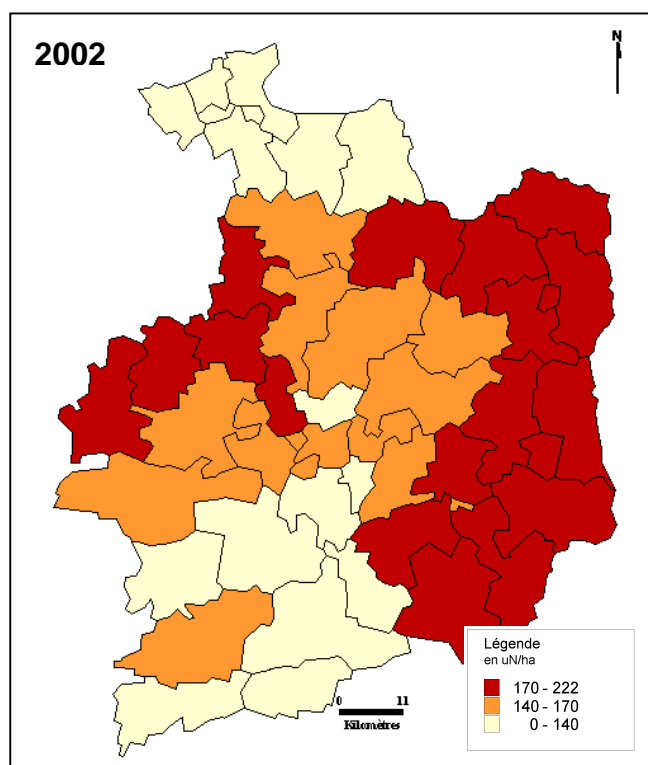 2002
N
Légende
en uN/ha
170 - 222
140 - 170
0 - 140
0 11
Kilomètres